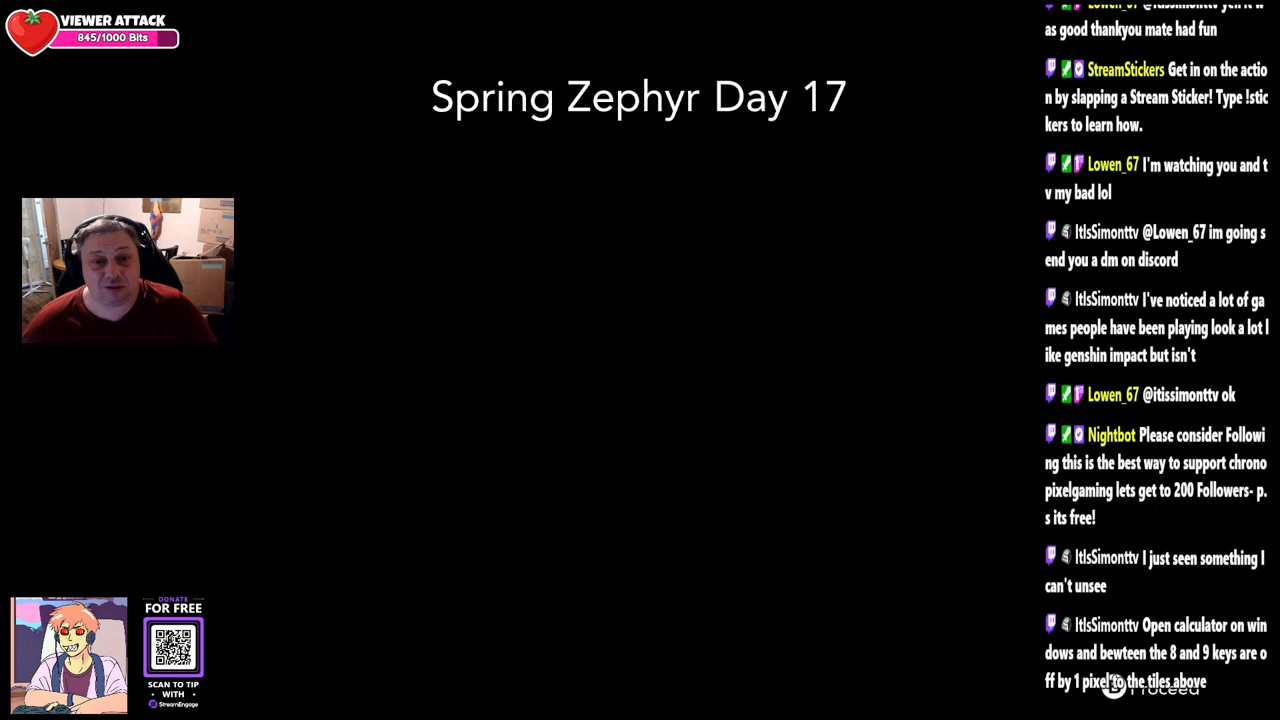 VIEWER ATTACK
845/1000 Bits
Spring Zephyr Day 17
as good thankyou mate had fun
StreamStickers Get in on the actio
n by slapping a Stream Sticker! Type !stic
kers to learn how.
Lowen_67 I'm watching you and t
v my bad lol
ItIsSimonttv @Lowen_67 im going s
end you a dm on discord
ItIsSimonttv I've noticed a lot of ga
mes people have been playing look a lot l
ike genshin impact but isn't
Lowen_67 @itissimonttv ok
Nightbot Please consider Followi
ng this is the best way to support chrono
pixelgaming lets get to 200 Followers- p.
s its free!
ItIsSimonttv I just seen something I
can't unsee
ItIsSimonttv Open calculator on win
dows and bewteen the 8 and 9 keys are o
ff by 1 pixel to the tiles above
Proceed
DONATE
FOR FREE
SCAN TO TIP
• WITH •
StreamEngage